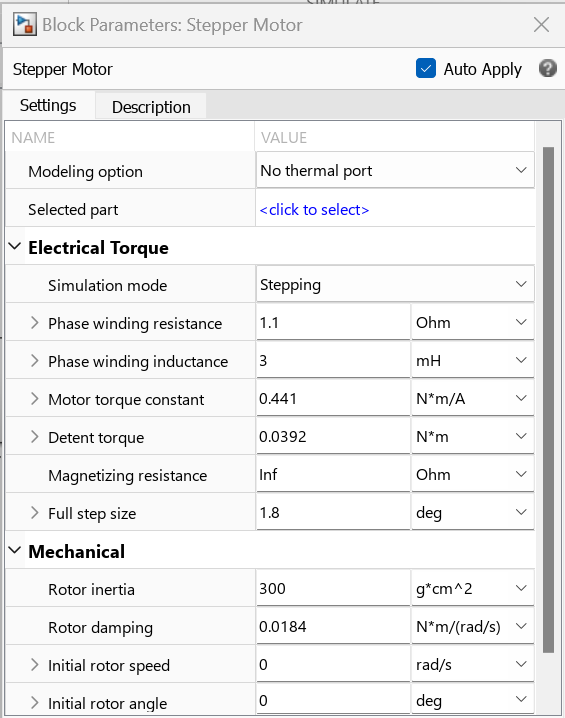 SIMULATE
Block Parameters: Stepper Motor
Stepper Motor Auto Apply ?
Settings Description
NAME VALUE
Modeling option No thermal port
Selected part <click to select>
Electrical Torque
Simulation mode Stepping
Phase winding resistance 1.1 Ohm
Phase winding inductance 3 mH
Motor torque constant 0.441 N*m/A
Detent torque 0.0392 N*m
Magnetizing resistance Inf Ohm
Full step size 1.8 deg
Mechanical
Rotor inertia 300 g*cm^2
Rotor damping 0.0184 N*m/(rad/s)
Initial rotor speed 0 rad/s
Initial rotor angle 0 deg